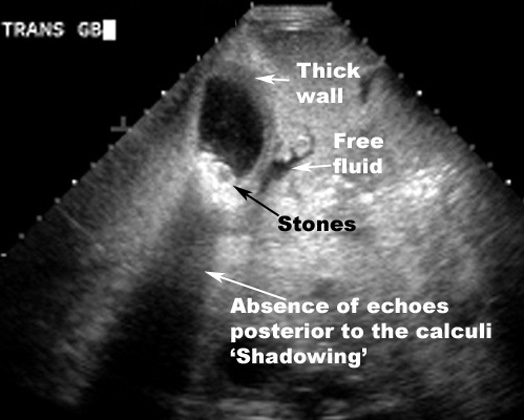 TRANS GB
Thick
wall
Free
fluid
Stones
Absence of echoes
posterior to the calculi
‘Shadowing’